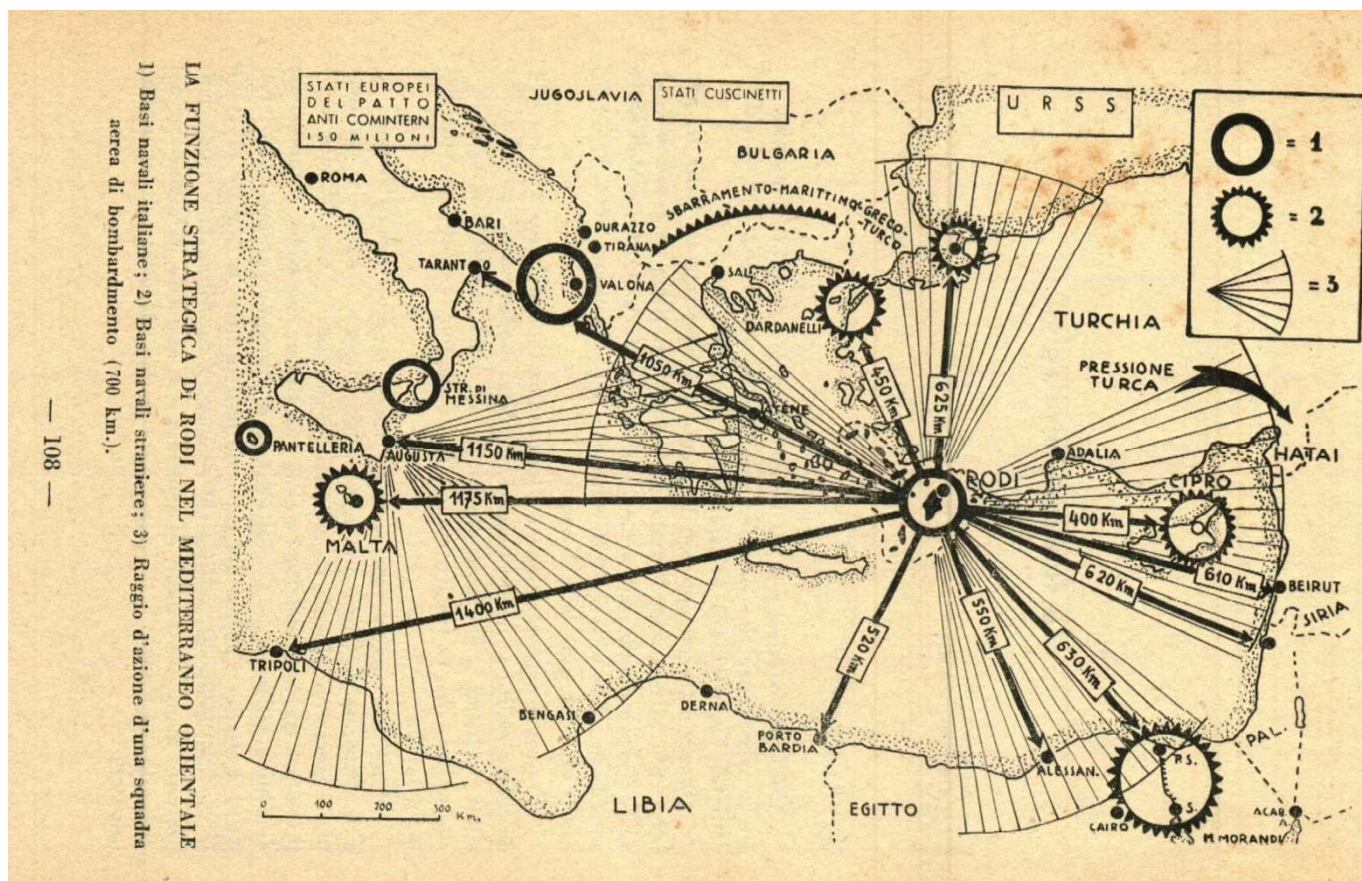 LA FUNZIONE STRATEGICA DI RODI NEL MEDITERRANEO ORIENTALE
1) Basi navali italiane; 2) Basi navali straniere; 3) Raggio d'azione d'una squadra
aerea di bombardmento (700 km.).
— 108 —
STATI EUROPEI
DEL PATTO
ANTI COMINTERN
150 MILIONI
JUGOSLAVIA
STATI CUSCINETTI
URSS
= 1
= 2
= 3
BULGARIA
ROMA
BARI
SBARRAMENTO-MARITTINO-GRECO-
TURCO
DURAZZO
TIRANA
TARANTO
VALONA
SAL.
DARDANELLI
TURCHIA
PRESSIONE
TURCA
1050 Km
450 Km
625 Km
STR. DI
MESSINA
ATENE
PANTELLERIA
AUGUSTA
1150 Km
ADALIA
HATAI
RODI
CIPRO
1175 Km
400 Km
MALTA
610 Km
BEIRUT
620 Km
SIRIA
1400 Km
520 Km.
550 Km
630 Km
TRIPOLI
BENGASI
DERNA
PORTO
BARDIA
ALESSAN.
P.S.
PAL.
0 100 200 300
Km.
LIBIA
EGITTO
S.
CAIRO
ACAB.
M. MORANDI